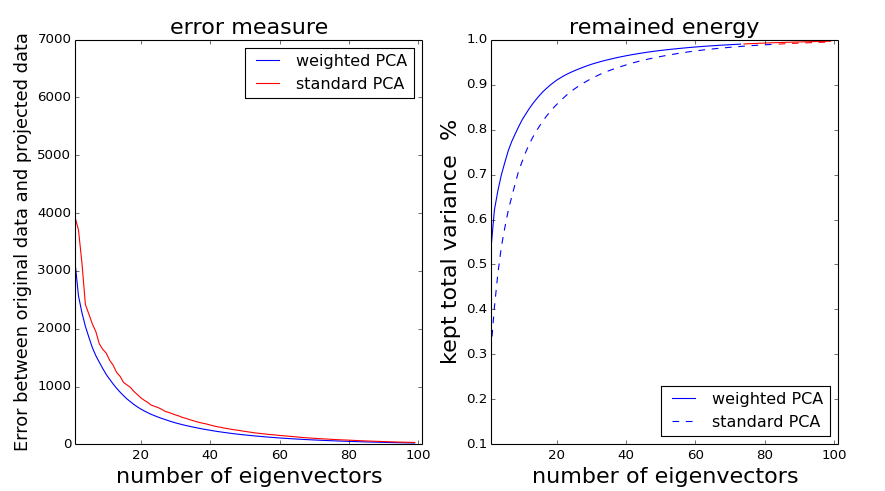 error measure
7000
6000
5000
4000
3000
2000
1000
0
20
40
60
80
100
number of eigenvectors
Error between original data and projected data
weighted PCA
standard PCA
remained energy
1.0
0.9
0.8
0.7
0.6
0.5
0.4
0.3
0.2
0.1
20
40
60
80
100
number of eigenvectors
kept total variance %
weighted PCA
standard PCA